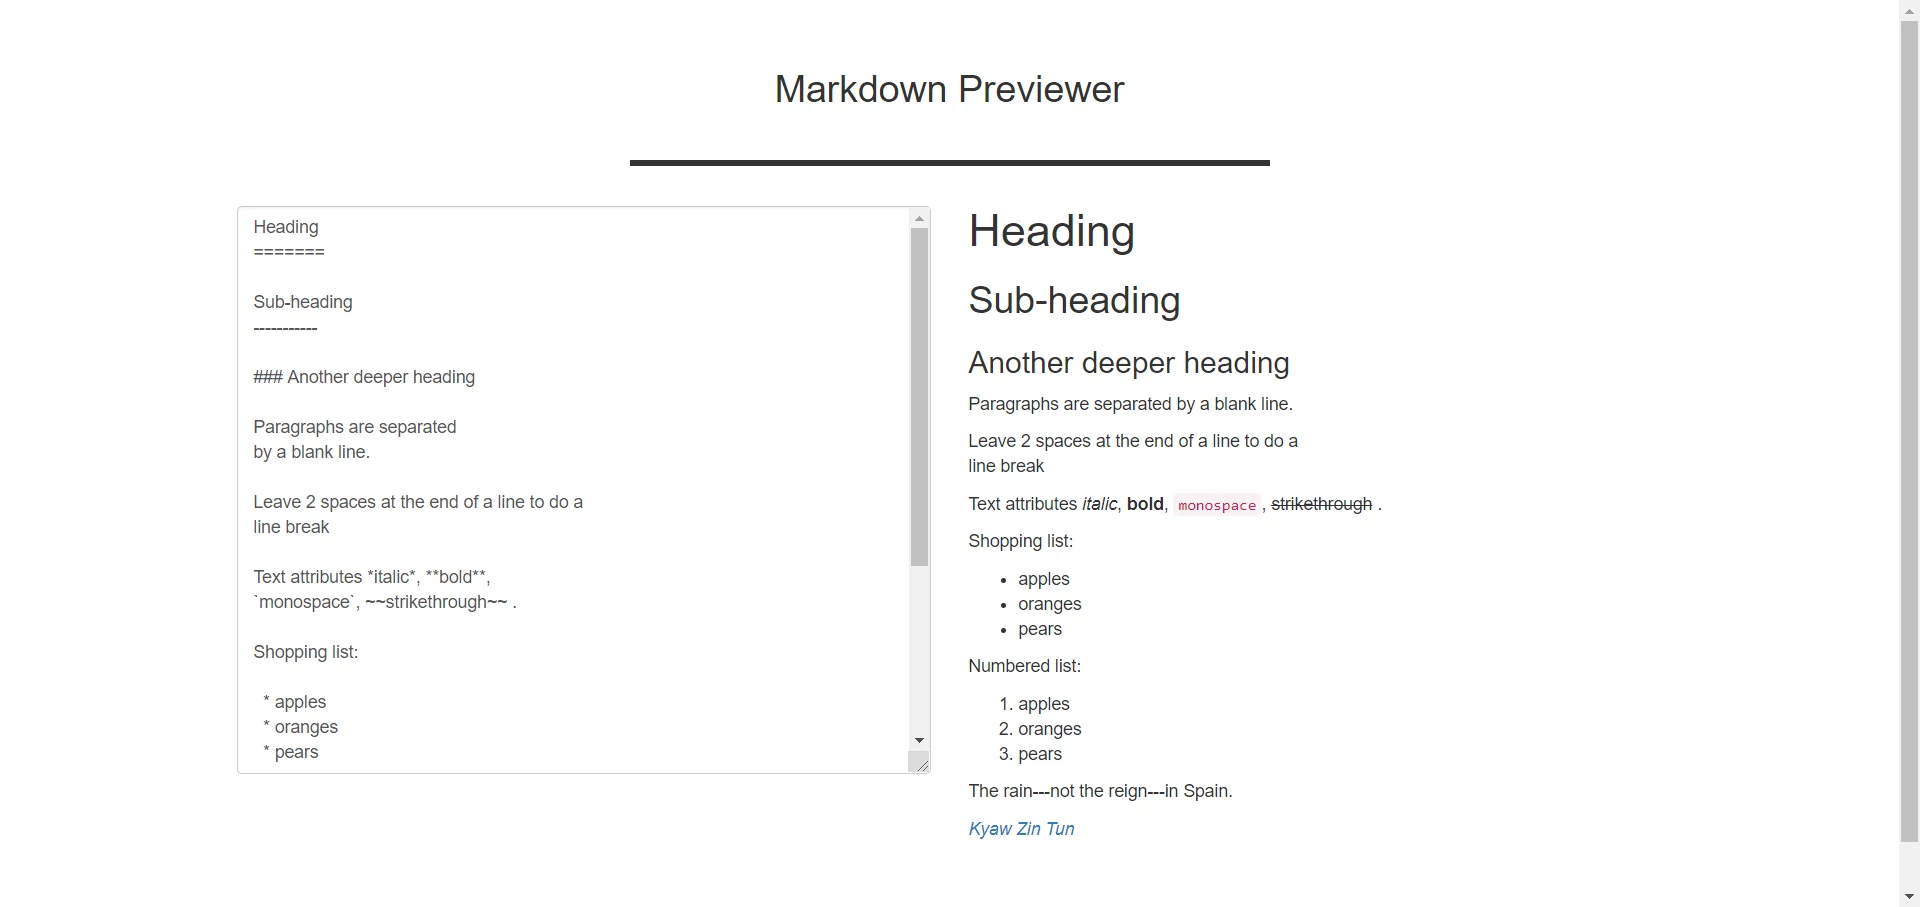 Markdown Previewer
Heading
=======
Sub-heading
-----------
### Another deeper heading
Paragraphs are separated
by a blank line.
Leave 2 spaces at the end of a line to do a
line break
Text attributes *italic*, **bold**,
`monospace`, ~~strikethrough~~ .
Shopping list:
* apples
* oranges
* pears
Heading
Sub-heading
Another deeper heading
Paragraphs are separated by a blank line.
Leave 2 spaces at the end of a line to do a
line break
Text attributes italic, bold, monospace , strikethrough .
Shopping list:
• apples
• oranges
• pears
Numbered list:
1. apples
2. oranges
3. pears
The rain---not the reign---in Spain.
Kyaw Zin Tun